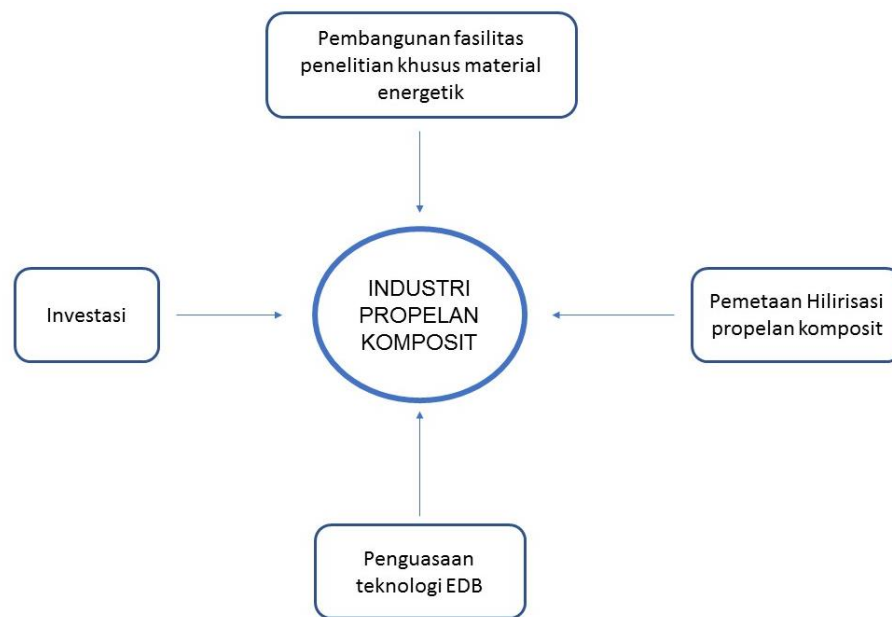 Pembangunan fasilitas
penelitian khusus material
energetik
Investasi
INDUSTRI
PROPELAN
KOMPOSIT
Pemetaan Hilirisasi
propelan komposit
Penguasaan
teknologi EDB